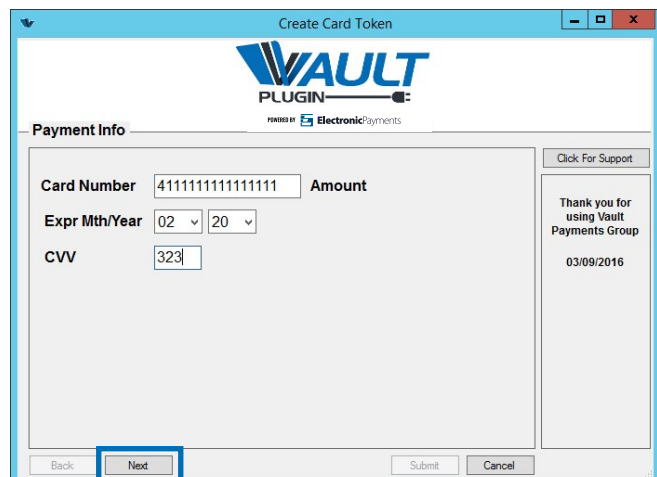 Create Card Token
VAULT
PLUGIN
POWERED BY ElectronicPayments
Payment Info
Click For Support
Card Number 4111111111111111 Amount
Expr Mth/Year 02 20
CVV 323
Thank you for
using Vault
Payments Group
03/09/2016
Back Next Submit Cancel